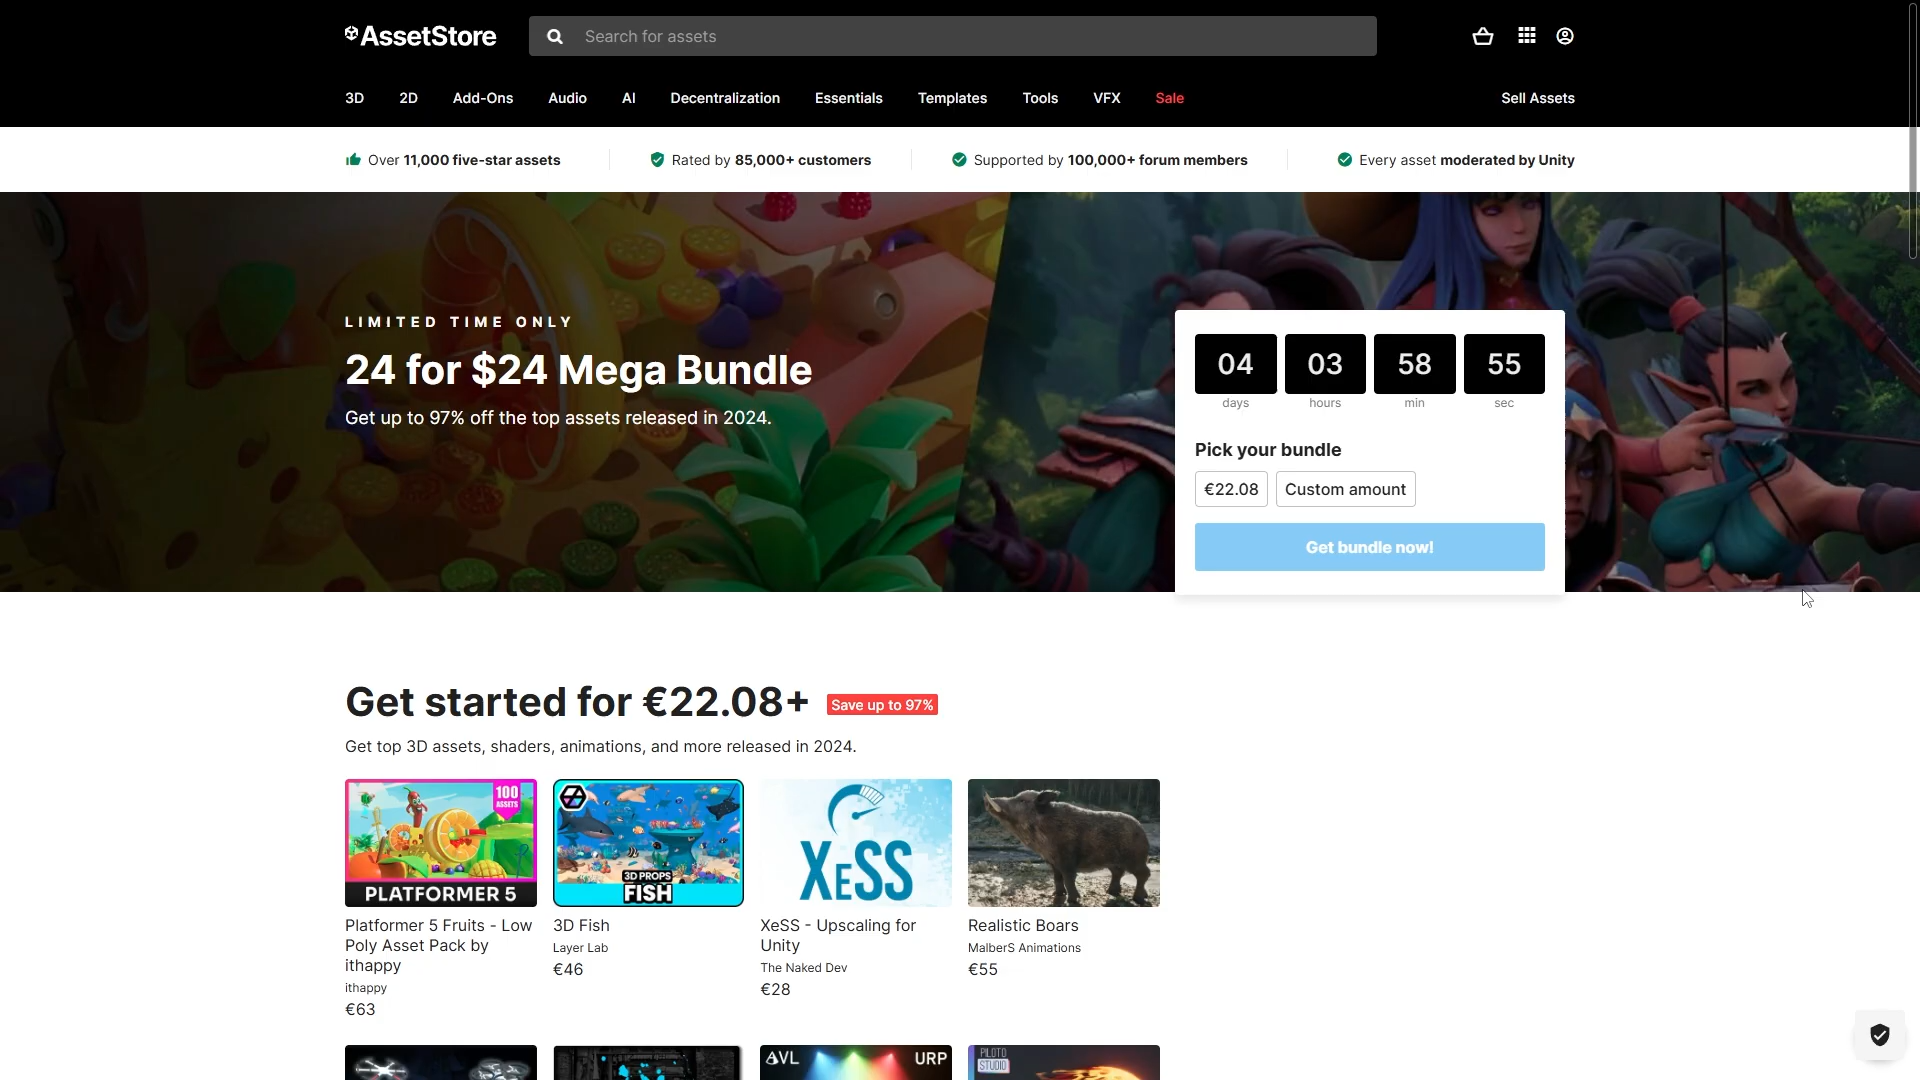 AssetStore
Search for assets
3D 2D Add-Ons Audio AI Decentralization Essentials Templates Tools VFX Sale Sell Assets
Over 11,000 five-star assets
Rated by 85,000+ customers
Supported by 100,000+ forum members
Every asset moderated by Unity
LIMITED TIME ONLY
24 for $24 Mega Bundle
Get up to 97% off the top assets released in 2024.
04 03 58 55
days hours min sec
Pick your bundle
€22.08 Custom amount
Get bundle now!
Get started for €22.08+ Save up to 97%
Get top 3D assets, shaders, animations, and more released in 2024.
100
ASSETS
PLATFORMER 5
Platformer 5 Fruits - Low
Poly Asset Pack by
ithappy
ithappy
€63
3D PROPS
FISH
3D Fish
Layer Lab
€46
XeSS
XeSS - Upscaling for
Unity
The Naked Dev
€28
Realistic Boars
MalberS Animations
€55
AVL URP
PILOTO
STUDIO